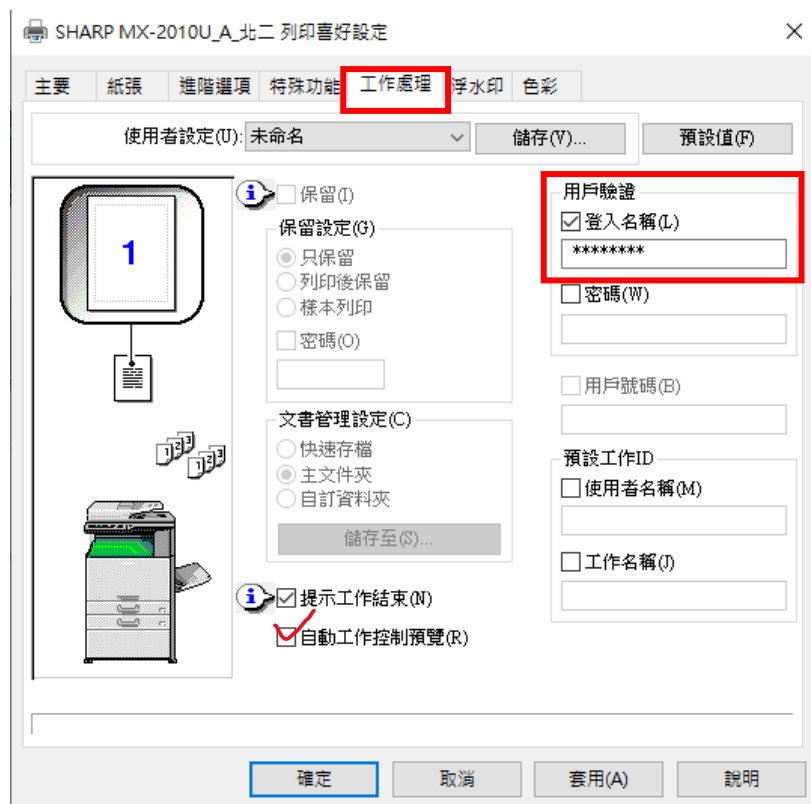 SHARP MX-2010U_A_北二 列印喜好設定
主要 紙張 進階選項 特殊功能 工作處理 浮水印 色彩
使用者設定(U): 未命名 儲存(V)... 預設值(F)
1
保留(I)
保留設定(G)
只保留
列印後保留
樣本列印
密碼(O)
文書管理設定(C)
快速存檔
主文件夾
自訂資料夾
儲存至(S)...
提示工作結束(N)
自動工作控制預覽(R)
用戶驗證
登入名稱(L)
********
密碼(W)
用戶號碼(B)
預設工作ID
使用者名稱(M)
工作名稱(J)
1 2 3
1 2 3
確定 取消 套用(A) 說明